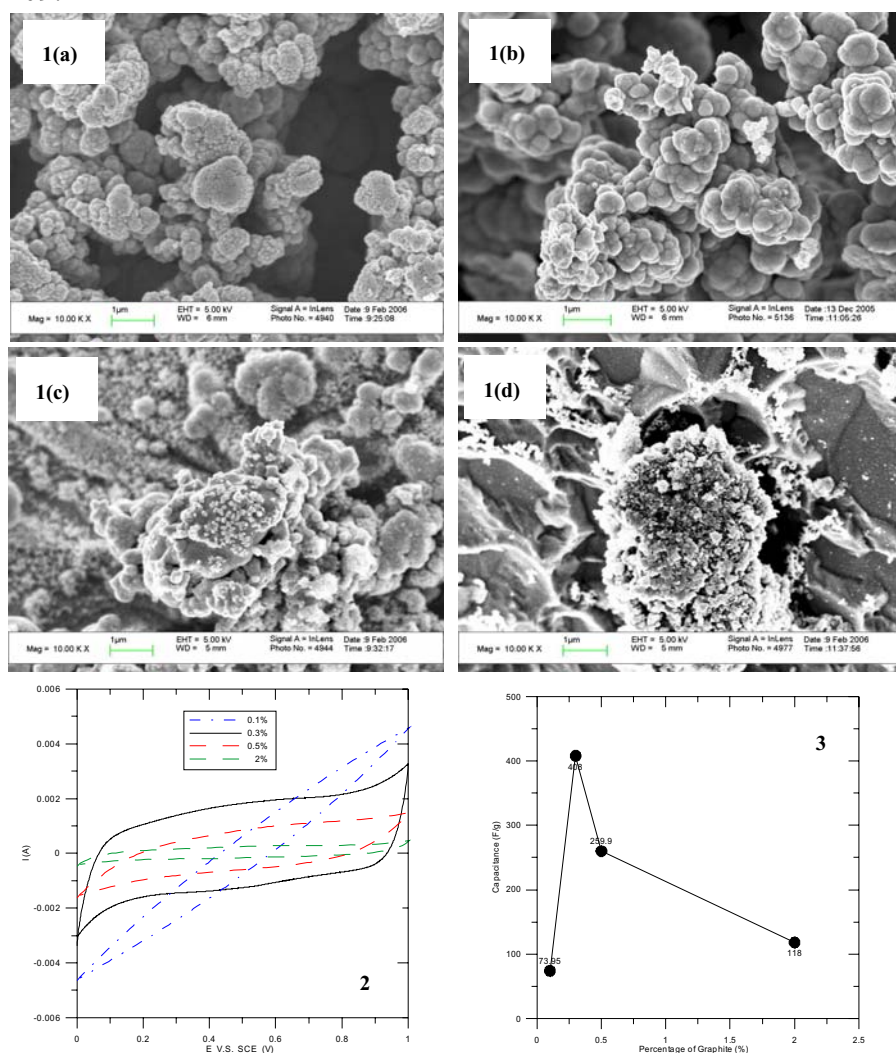 1(a)
1(b)
Mag = 10.00 K X 1µm EHT = 5.00 kV Signal A = InLens Date :9 Feb 2006
WD = 6 mm Photo No. = 4940 Time :9:25:08
Mag = 10.00 K X 1µm EHT = 5.00 kV Signal A = InLens Date :13 Dec 2005
WD = 6 mm Photo No. = 5136 Time :11:05:26
1(c)
1(d)
Mag = 10.00 K X 1µm EHT = 5.00 kV Signal A = InLens Date :9 Feb 2006
WD = 5 mm Photo No. = 4944 Time :9:32:17
Mag = 10.00 K X 1µm EHT = 5.00 kV Signal A = InLens Date :9 Feb 2006
WD = 5 mm Photo No. = 4977 Time :11:37:56
0.006
0.004
0.002
0
-0.002
-0.004
-0.006
I (A)
0.1%
0.3%
0.5%
2%
2
0 0.2 0.4 0.6 0.8 1
E V.S. SCE (V)
500
400
300
200
100
0
Capacitance (F/g)
3
408
259.9
73.95
118
0 0.5 1 1.5 2 2.5
Percentage of Graphite (%)